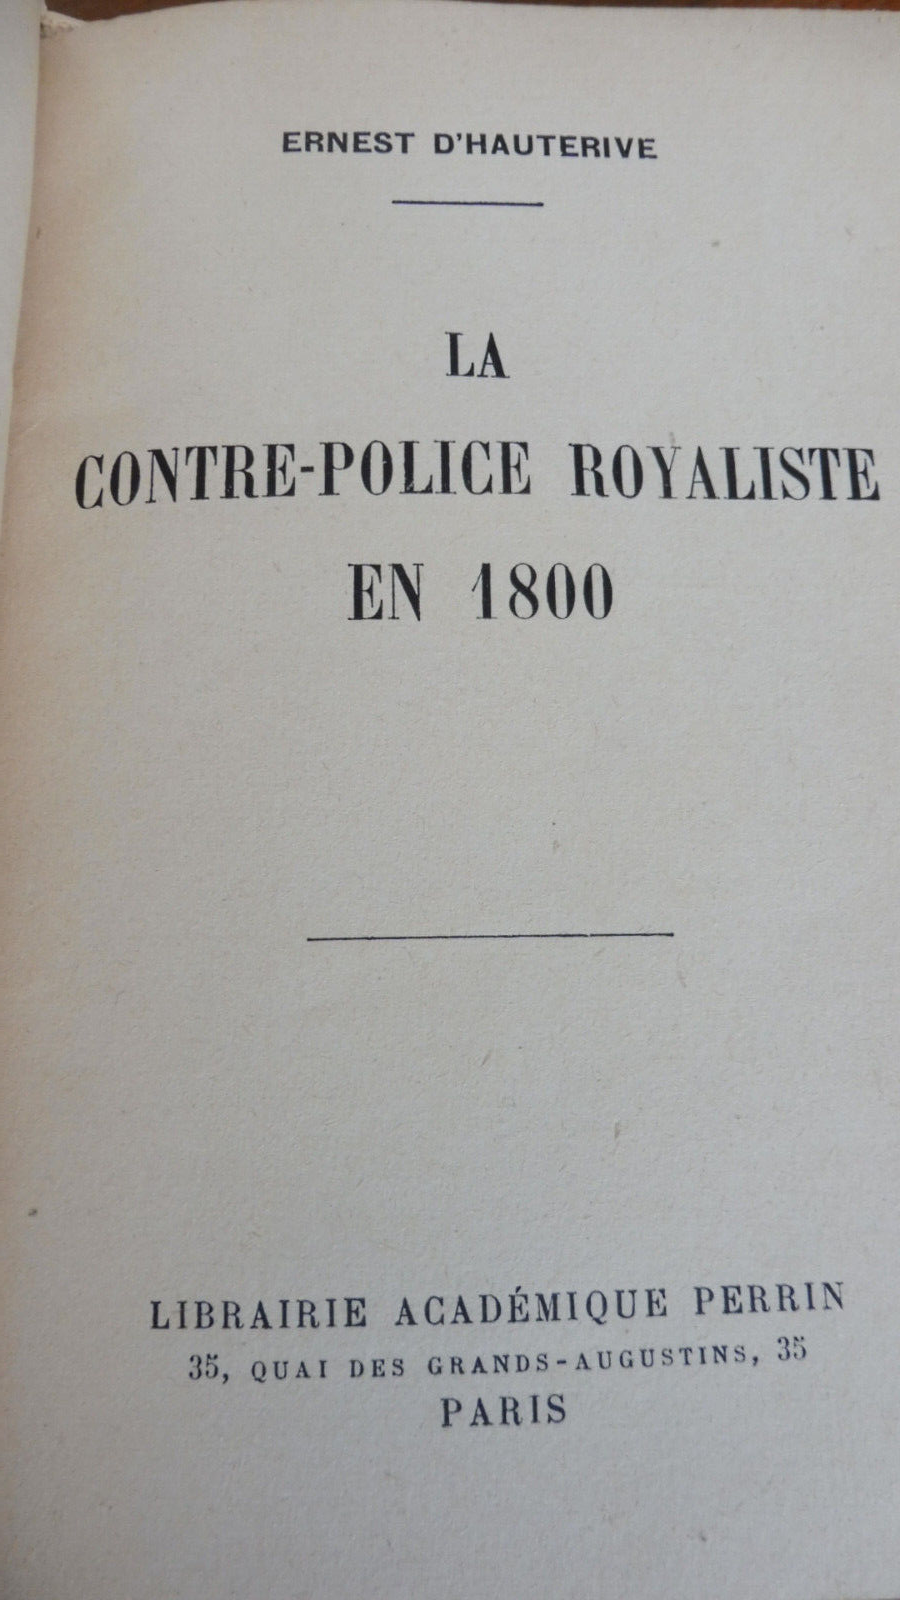 ERNEST D'HAUTERIVE
LA
CONTRE-POLICE ROYALISTE
EN 1800
LIBRAIRIE ACADÉMIQUE PERRIN
35, QUAI DES GRANDS-AUGUSTINS, 35
PARIS